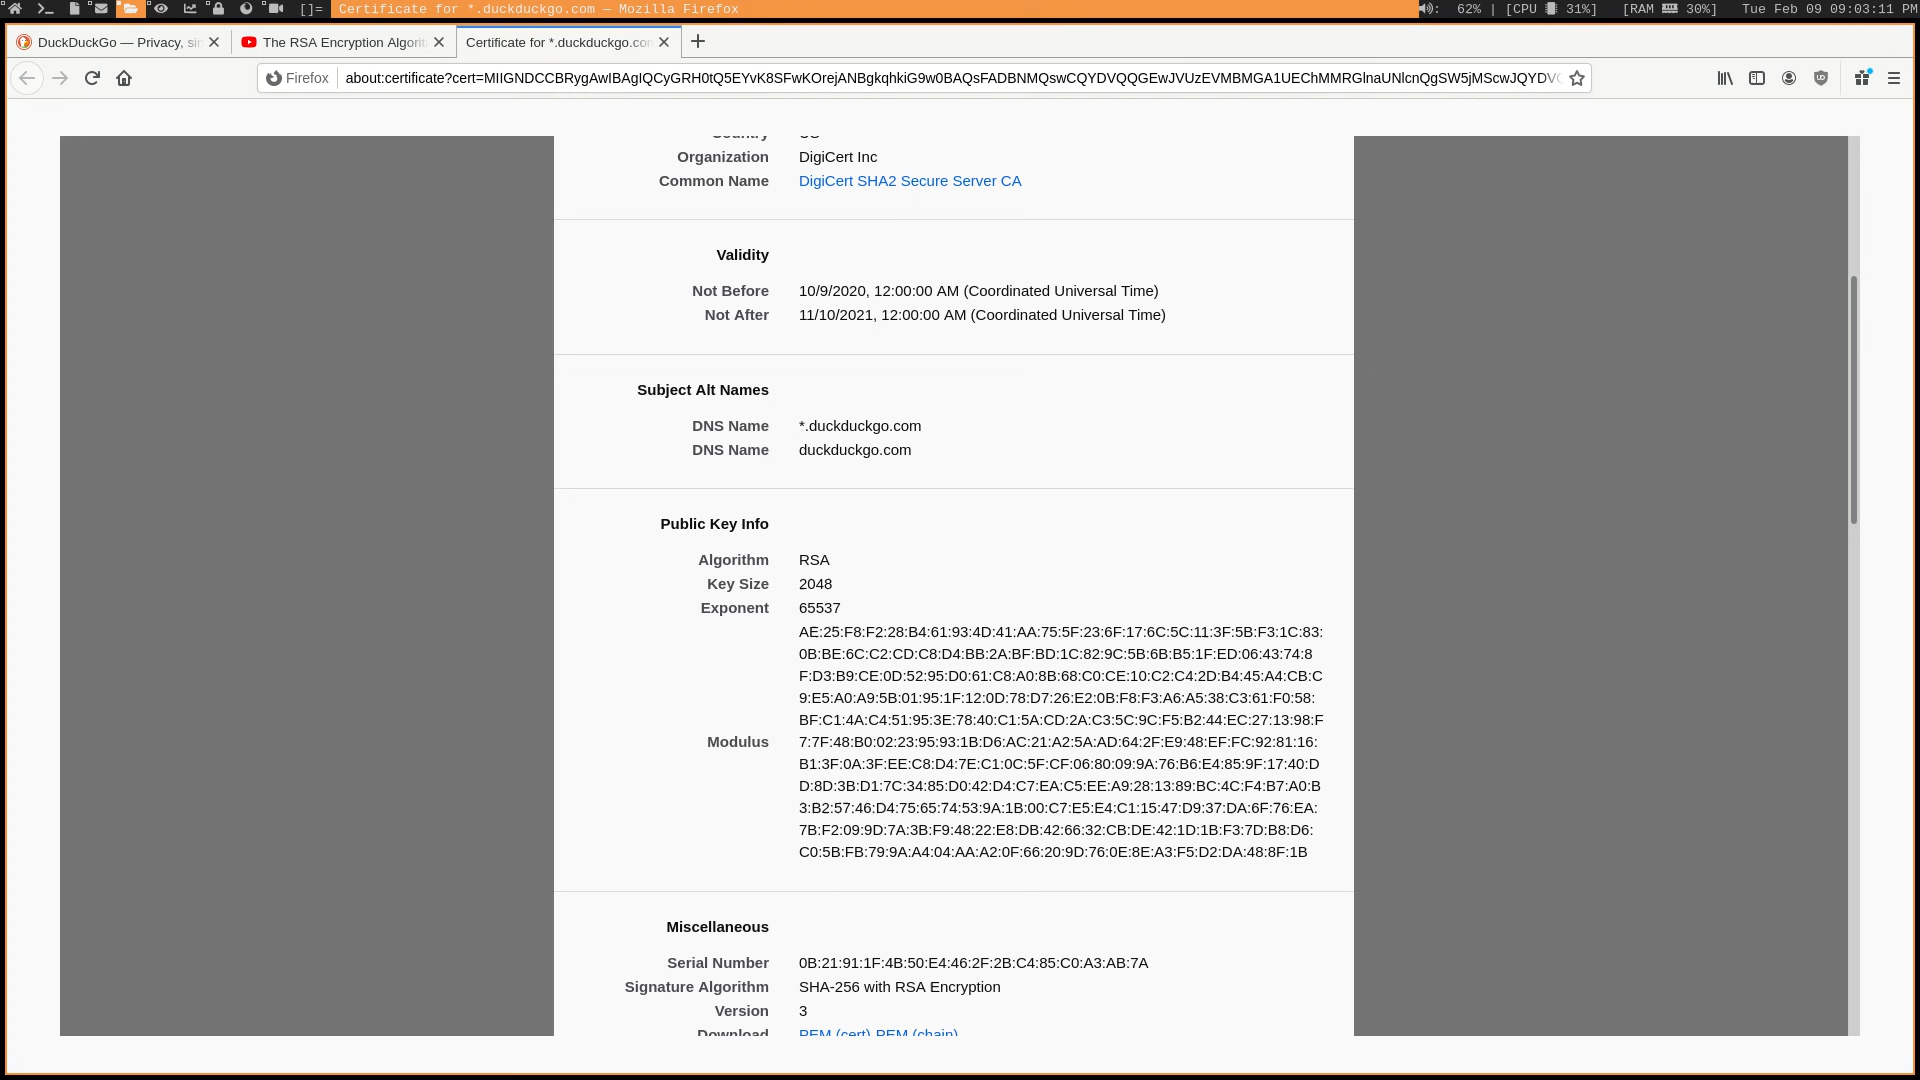 []= Certificate for *.duckduckgo.com — Mozilla Firefox : 62% | [CPU 31%] [RAM 30%] Tue Feb 09 09:03:11 PM
DuckDuckGo — Privacy, sim The RSA Encryption Algorit Certificate for *.duckduckgo.com
Firefox about:certificate?cert=MIIGNDCCBRygAwIBAgIQCyGRH0tQ5EYvK8SFwKOrejANBgkqhkiG9w0BAQsFADBNMQswCQYDVQQGEwJVUzEVMBMGA1UEChMMRGlnaUNlcnQgSW5jMScwJQYDVQ
Country US
Organization DigiCert Inc
Common Name DigiCert SHA2 Secure Server CA
Validity
Not Before 10/9/2020, 12:00:00 AM (Coordinated Universal Time)
Not After 11/10/2021, 12:00:00 AM (Coordinated Universal Time)
Subject Alt Names
DNS Name *.duckduckgo.com
DNS Name duckduckgo.com
Public Key Info
Algorithm RSA
Key Size 2048
Exponent 65537
AE:25:F8:F2:28:B4:61:93:4D:41:AA:75:5F:23:6F:17:6C:5C:11:3F:5B:F3:1C:83:
0B:BE:6C:C2:CD:C8:D4:BB:2A:BF:BD:1C:82:9C:5B:6B:B5:1F:ED:06:43:74:8
F:D3:B9:CE:0D:52:95:D0:61:C8:A0:8B:68:C0:CE:10:C2:C4:2D:B4:45:A4:CB:C
9:E5:A0:A9:5B:01:95:1F:12:0D:78:D7:26:E2:0B:F8:F3:A6:A5:38:C3:61:F0:58:
BF:C1:4A:C4:51:95:3E:78:40:C1:5A:CD:2A:C3:5C:9C:F5:B2:44:EC:27:13:98:F
Modulus 7:7F:48:B0:02:23:95:93:1B:D6:AC:21:A2:5A:AD:64:2F:E9:48:EF:FC:92:81:16:
B1:3F:0A:3F:EE:C8:D4:7E:C1:0C:5F:CF:06:80:09:9A:76:B6:E4:85:9F:17:40:D
D:8D:3B:D1:7C:34:85:D0:42:D4:C7:EA:C5:EE:A9:28:13:89:BC:4C:F4:B7:A0:B
3:B2:57:46:D4:75:65:74:53:9A:1B:00:C7:E5:E4:C1:15:47:D9:37:DA:6F:76:EA:
7B:F2:09:9D:7A:3B:F9:48:22:E8:DB:42:66:32:CB:DE:42:1D:1B:F3:7D:B8:D6:
C0:5B:FB:79:9A:A4:04:AA:A2:0F:66:20:9D:76:0E:8E:A3:F5:D2:DA:48:8F:1B
Miscellaneous
Serial Number 0B:21:91:1F:4B:50:E4:46:2F:2B:C4:85:C0:A3:AB:7A
Signature Algorithm SHA-256 with RSA Encryption
Version 3
Download PEM (cert) PEM (chain)